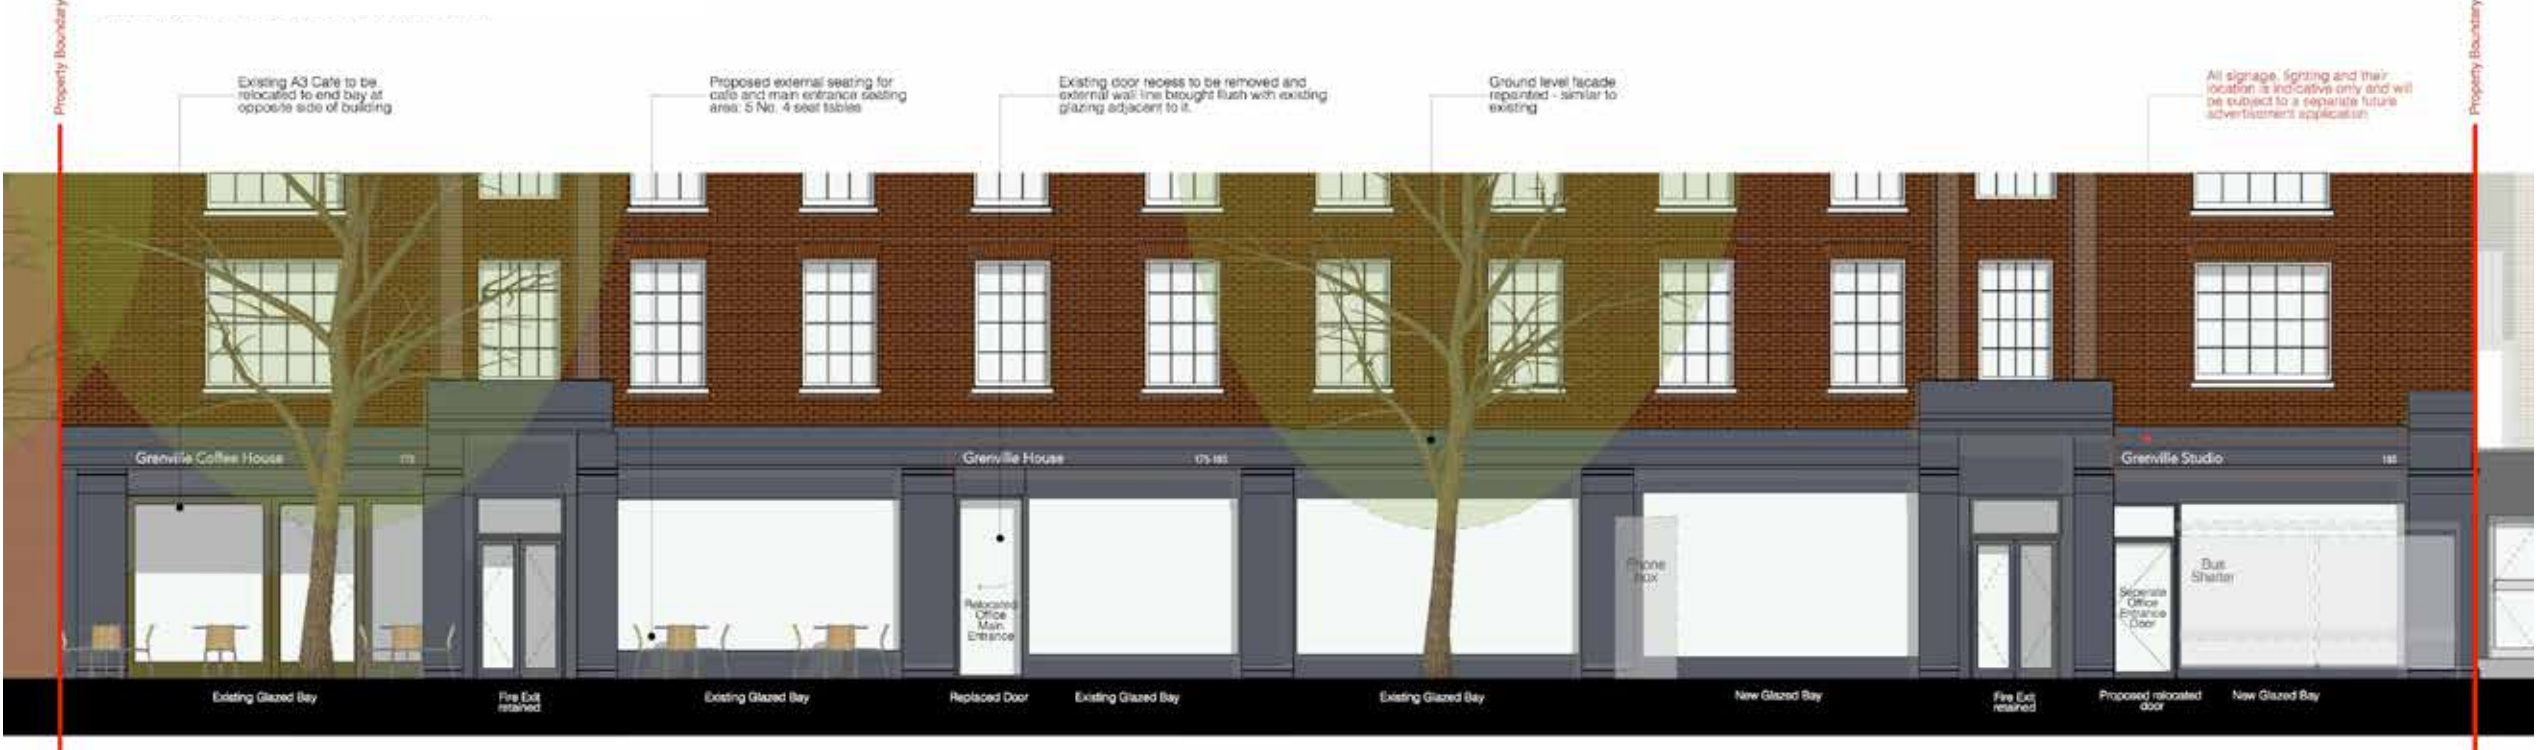 Property Boundary
Existing A3 Cafe to be
relocated to end bay at
opposite side of building
Proposed external seating for
cafe and main entrance seating
area: 5 No. 4 seat tables
Existing door recess to be removed and
external wall line brought flush with existing
glazing adjacent to it.
Ground level facade
repainted - similar to
existing
All signage, lighting and their
location is indicative only and will
be subject to a separate future
advertisment application
Property Boundary
Grenville Coffee House
Grenville House
175-185
Grenville Studio
Phone
box
Relocated
Office
Main
Entrance
Seperate
Office
Entrance
Door
Bus
Shelter
Existing Glazed Bay
Fire Exit
retained
Existing Glazed Bay
Replaced Door
Existing Glazed Bay
Existing Glazed Bay
New Glazed Bay
Fire Exit
retained
Proposed relocated
door
New Glazed Bay